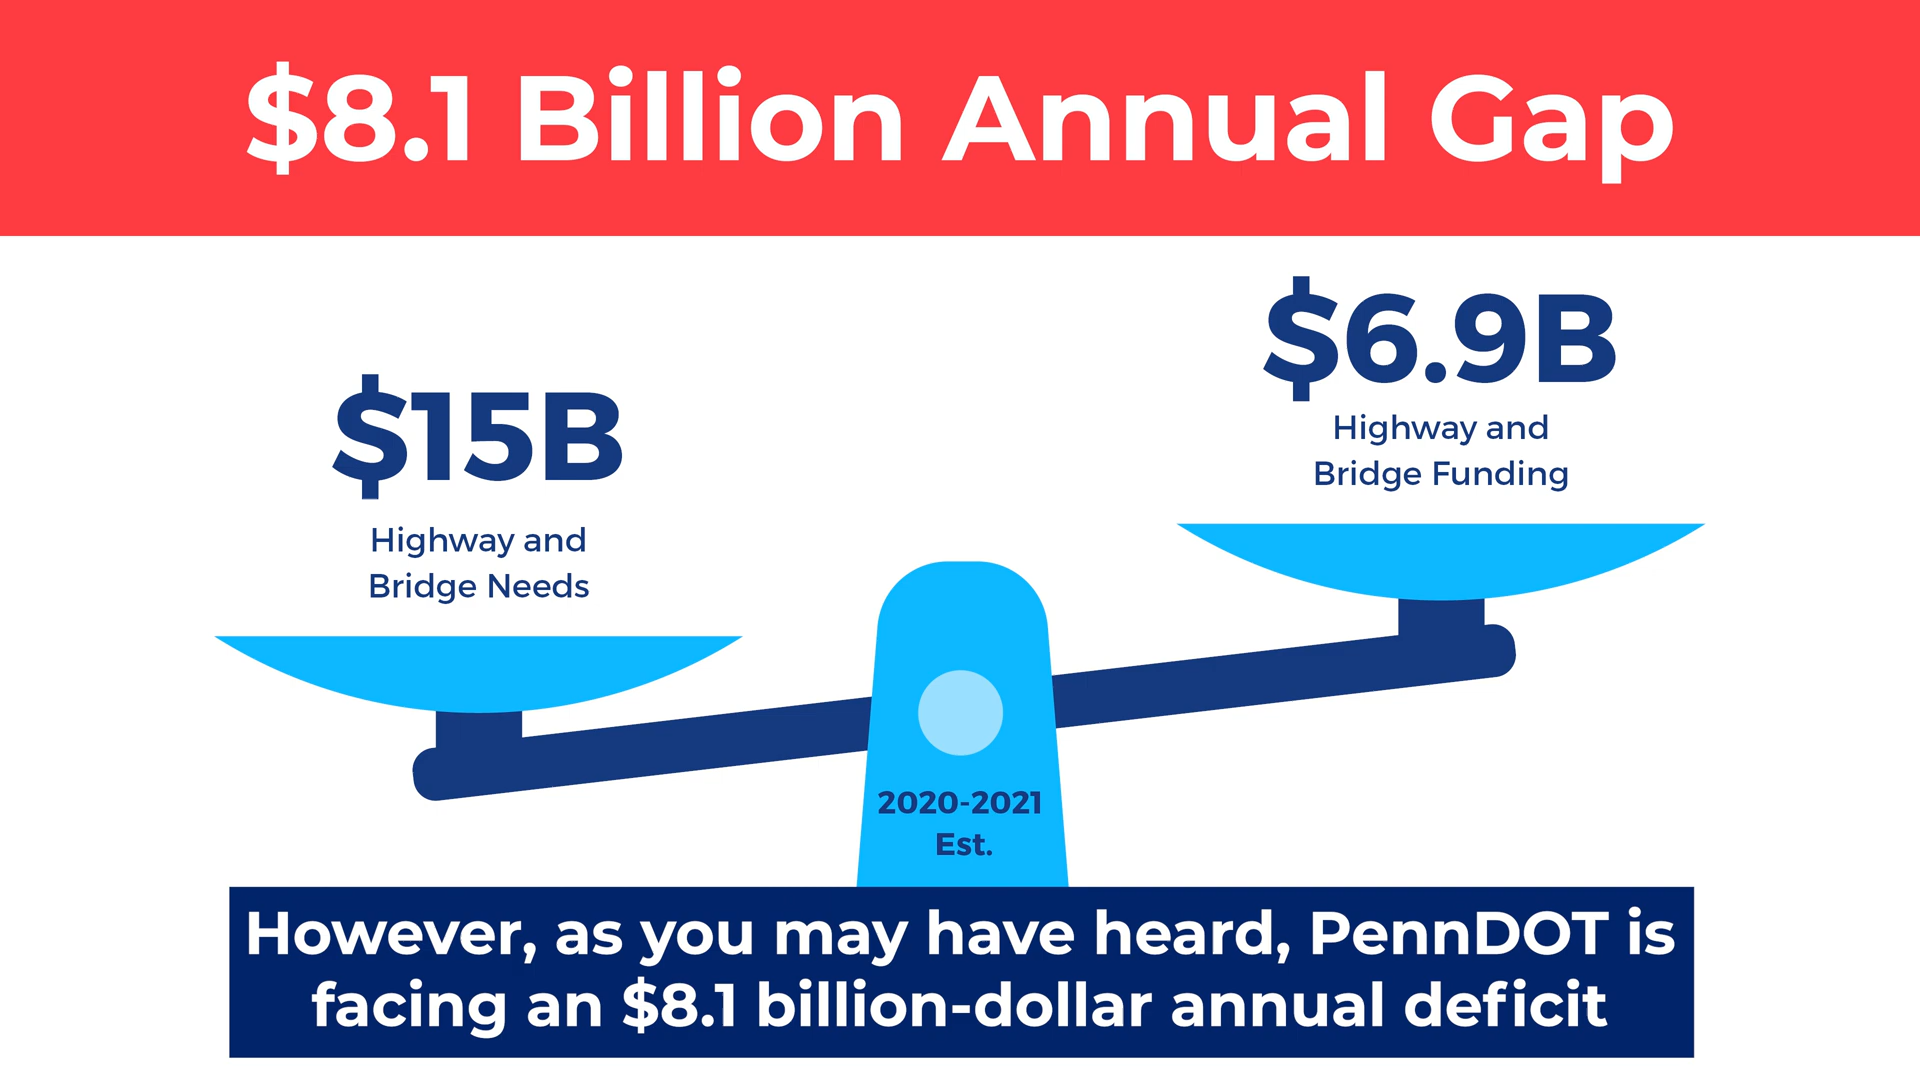 $8.1 Billion Annual Gap
$15B
Highway and
Bridge Needs
$6.9B
Highway and
Bridge Funding
2020-2021
Est.
However, as you may have heard, PennDOT is
facing an $8.1 billion-dollar annual deficit